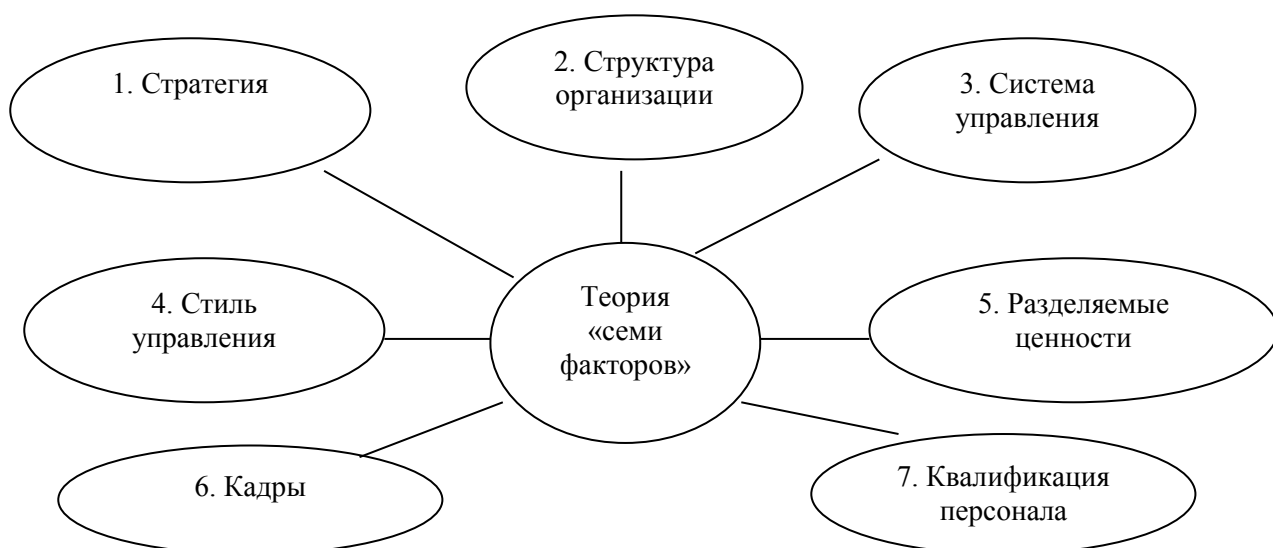 1. Стратегия
2. Структура
организации
3. Система
управления
4. Стиль
управления
Теория
«семи
факторов»
5. Разделяемые
ценности
6. Кадры
7. Квалификация
персонала